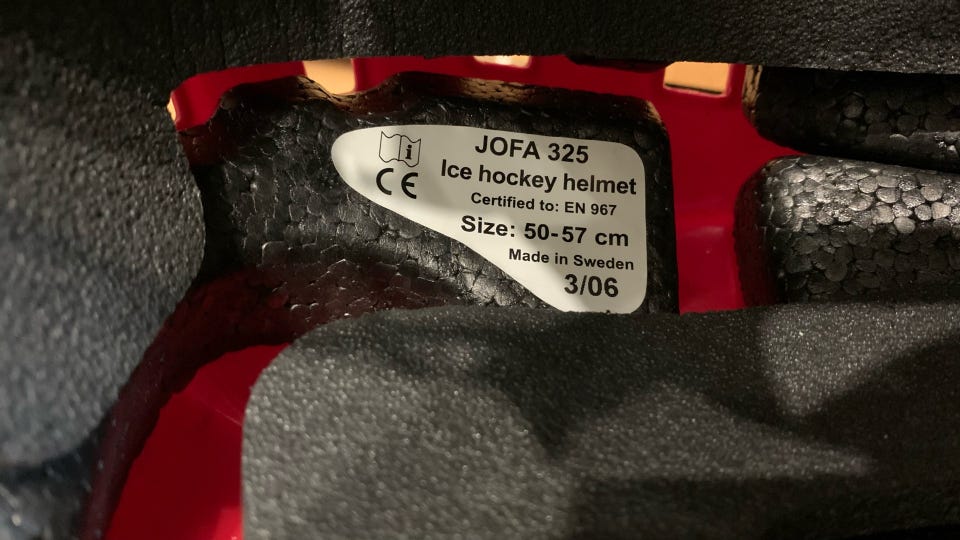 JOFA 325
Ice hockey helmet
Certified to: EN 967
Size: 50-57 cm
Made in Sweden
3/06
i
CE